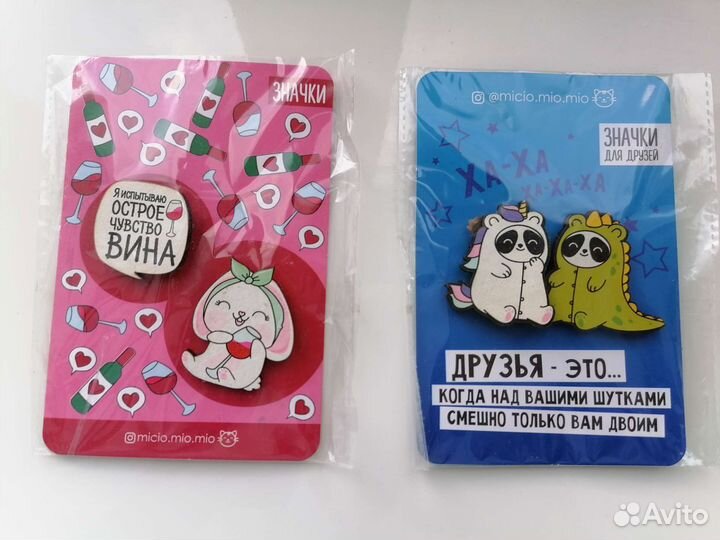 ЗНАЧКИ
Я ИСПЫТЫВАЮ
ОСТРОЕ
ЧУВСТВО
ВИНА
micio.mio.mio
@micio.mio.mio
ЗНАЧКИ
ДЛЯ ДРУЗЕЙ
ХА-ХА
ХА-ХА-ХА
ДРУЗЬЯ - ЭТО...
КОГДА НАД ВАШИМИ ШУТКАМИ
СМЕШНО ТОЛЬКО ВАМ ДВОИМ
Avito